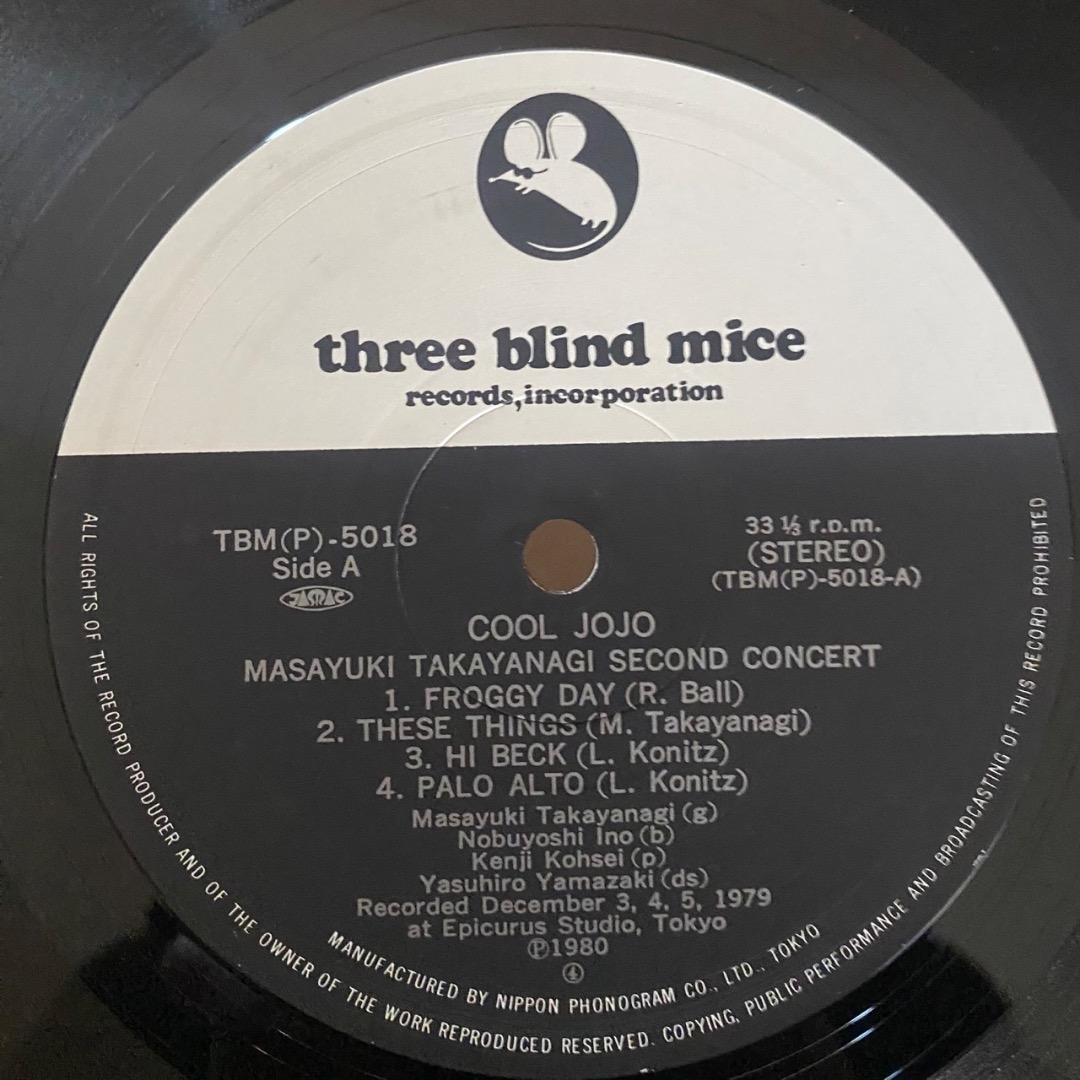 three blind mice
records,incorporation
TBM(P)-5018
Side A
JASRAC
33 ⅓ r.p.m.
(STEREO)
(TBM(P)-5018-A)
COOL JOJO
MASAYUKI TAKAYANAGI SECOND CONCERT
1. FROGGY DAY (R. Ball)
2. THESE THINGS (M. Takayanagi)
3. HI BECK (L. Konitz)
4. PALO ALTO (L. Konitz)
Masayuki Takayanagi (g)
Nobuyoshi Ino (b)
Kenji Kohsei (p)
Yasuhiro Yamazaki (ds)
Recorded December 3, 4, 5, 1979
at Epicurus Studio, Tokyo
Ⓟ1980
④
MANUFACTURED BY NIPPON PHONOGRAM CO., LTD., TOKYO
ALL RIGHTS OF THE RECORD PRODUCER AND OF THE OWNER OF THE WORK REPRODUCED RESERVED. COPYING, PUBLIC PERFORMANCE AND BROADCASTING OF THIS RECORD PROHIBITED